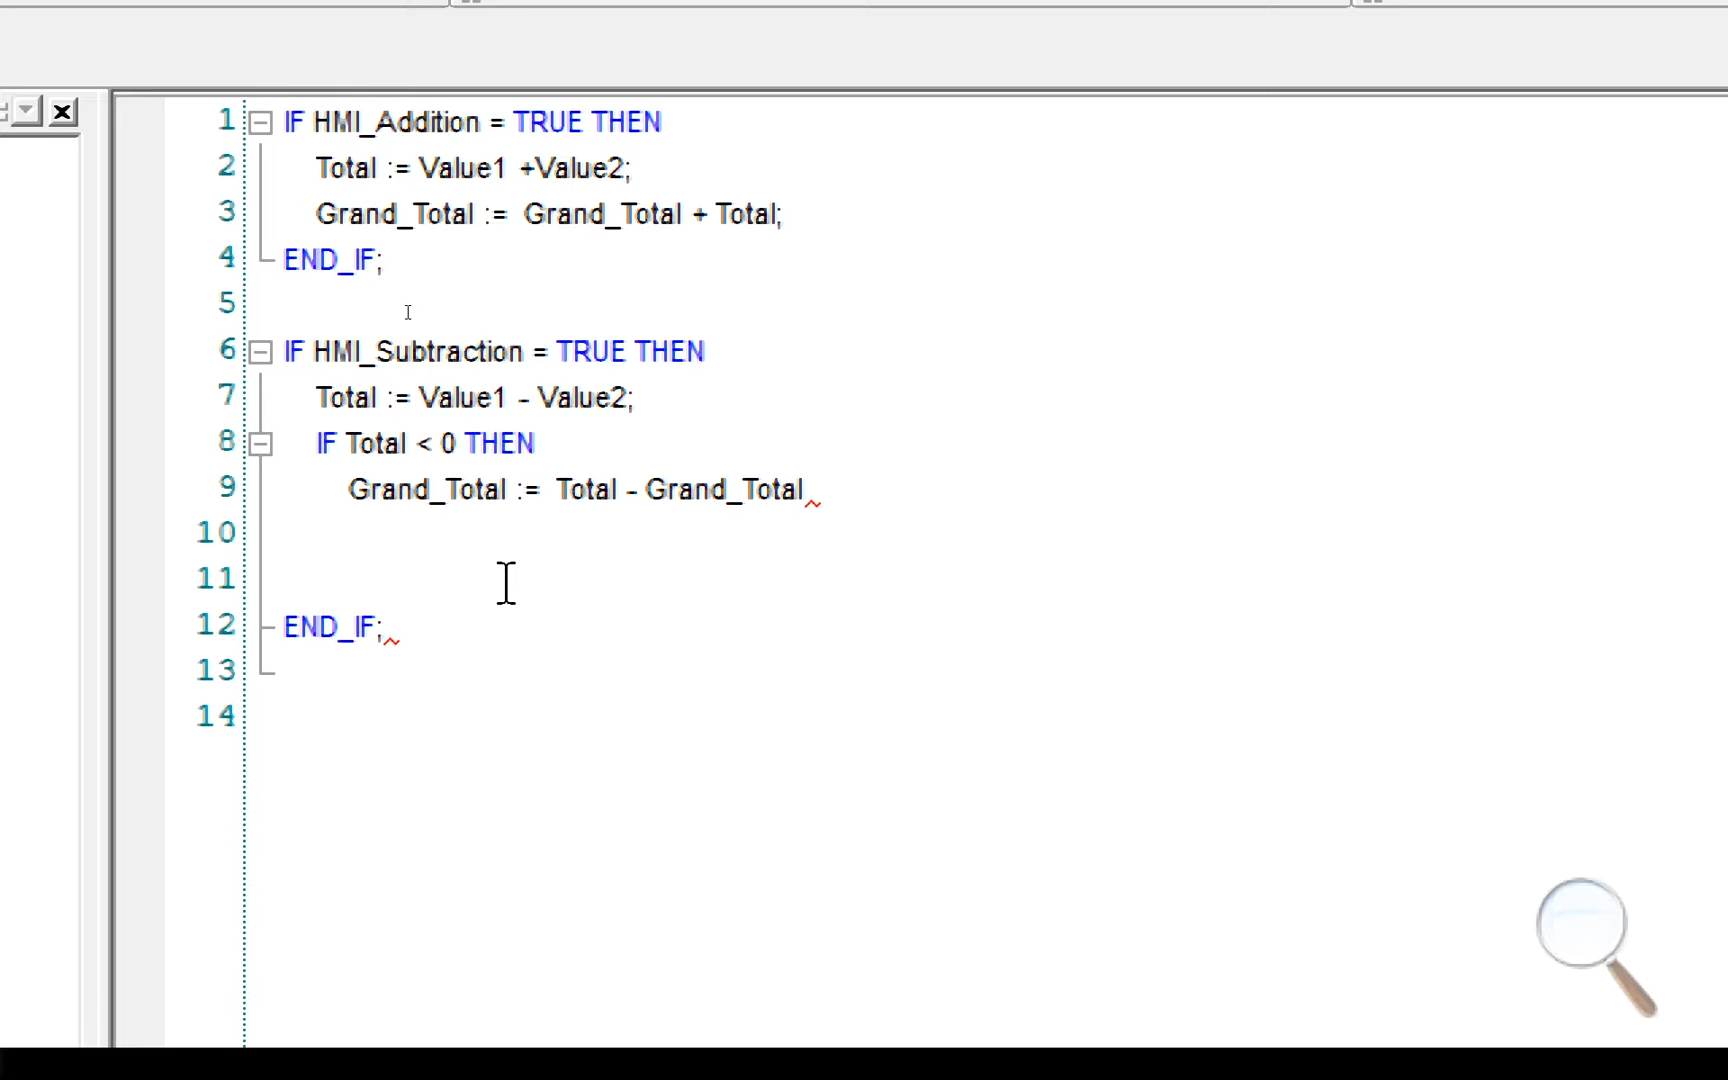 1 IF HMI_Addition = TRUE THEN
2 Total := Value1 +Value2;
3 Grand_Total := Grand_Total + Total;
4 END_IF;
5
6 IF HMI_Subtraction = TRUE THEN
7 Total := Value1 - Value2;
8 IF Total < 0 THEN
9 Grand_Total := Total - Grand_Total
10
11
12 END_IF;
13
14